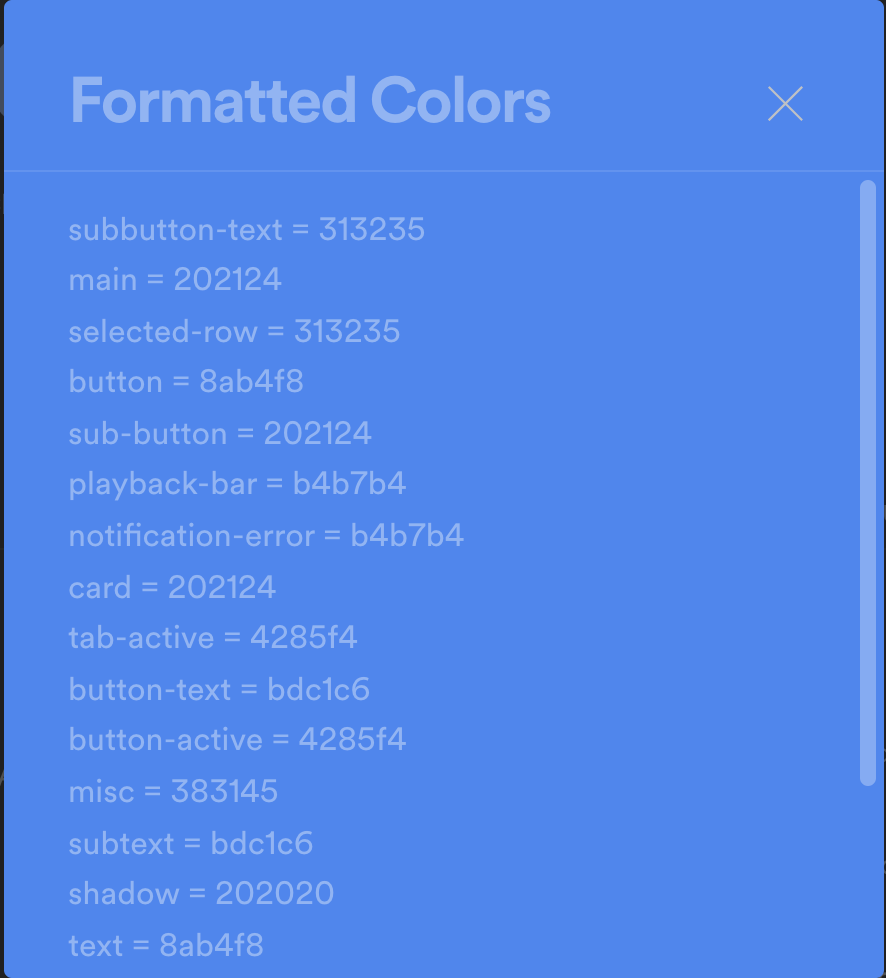 Formatted Colors
subbutton-text = 313235
main = 202124
selected-row = 313235
button = 8ab4f8
sub-button = 202124
playback-bar = b4b7b4
notification-error = b4b7b4
card = 202124
tab-active = 4285f4
button-text = bdc1c6
button-active = 4285f4
misc = 383145
subtext = bdc1c6
shadow = 202020
text = 8ab4f8